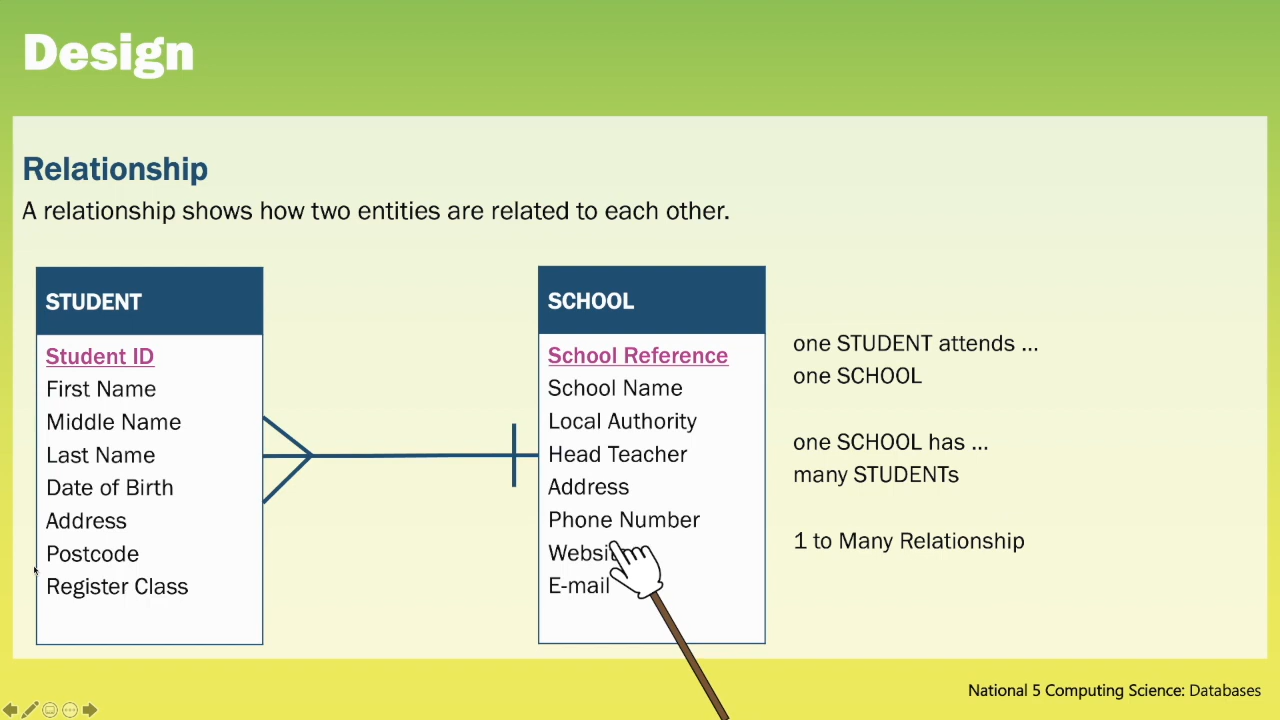 Design
Relationship
A relationship shows how two entities are related to each other.
STUDENT
Student ID
First Name
Middle Name
Last Name
Date of Birth
Address
Postcode
Register Class
SCHOOL
School Reference
School Name
Local Authority
Head Teacher
Address
Phone Number
E-mail
one STUDENT attends ...
one SCHOOL
one SCHOOL has ...
many STUDENTs
1 to Many Relationship
National 5 Computing Science: Databases